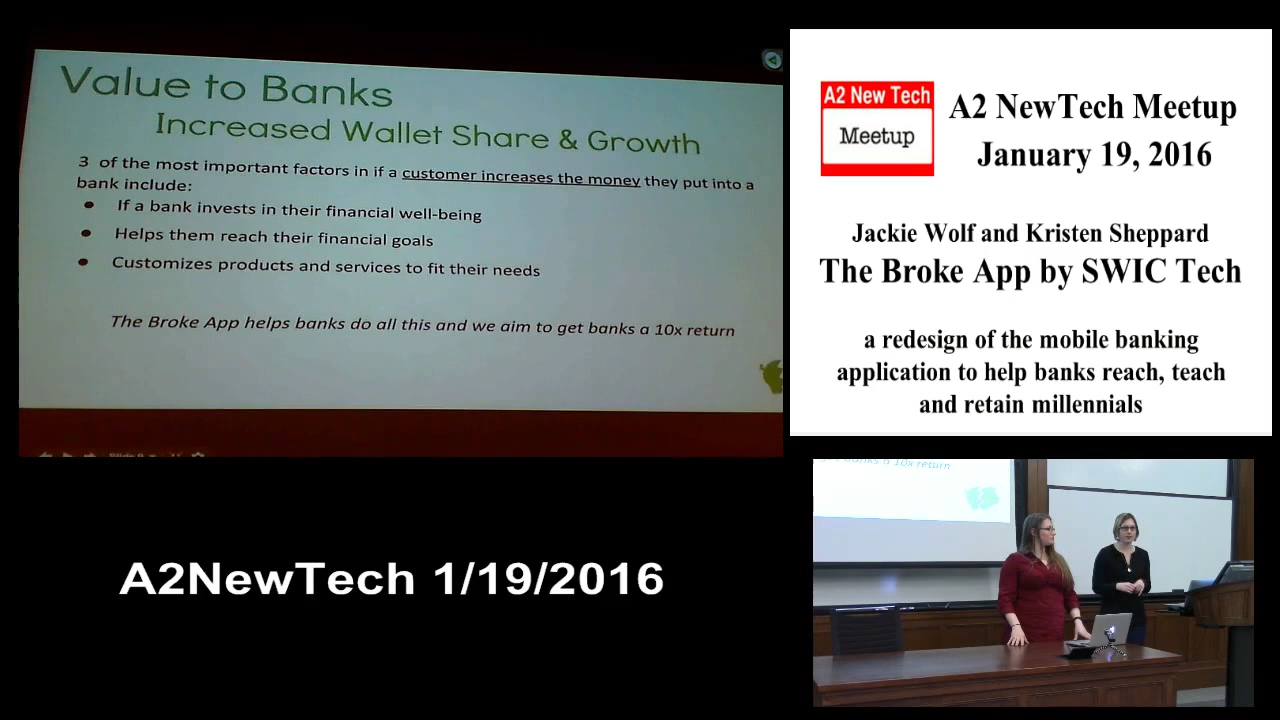 Value to Banks
Increased Wallet Share & Growth
3 of the most important factors in if a customer increases the money they put into a
bank include:
If a bank invests in their financial well-being
Helps them reach their financial goals
Customizes products and services to fit their needs
The Broke App helps banks do all this and we aim to get banks a 10x return
A2 New Tech
Meetup
A2 NewTech Meetup
January 19, 2016
Jackie Wolf and Kristen Sheppard
The Broke App by SWIC Tech
a redesign of the mobile banking
application to help banks reach, teach
and retain millennials
A2NewTech 1/19/2016
banks a 10x return